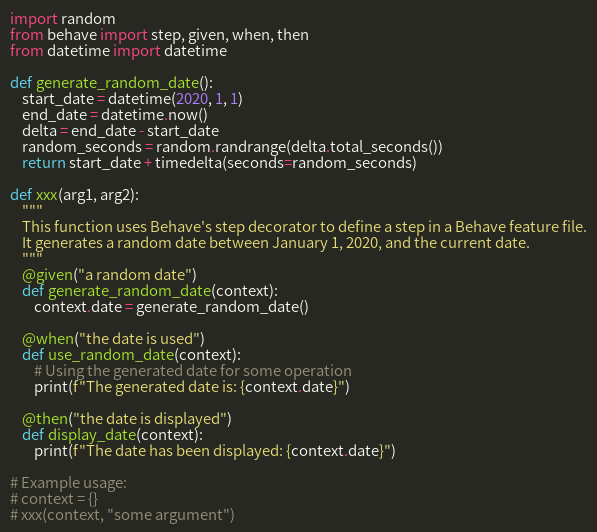 import random
from behave import step, given, when, then
from datetime import datetime

def generate_random_date():
    start_date = datetime(2020, 1, 1)
    end_date = datetime.now()
    delta = end_date - start_date
    random_seconds = random.randrange(delta.total_seconds())
    return start_date + timedelta(seconds=random_seconds)

def xxx(arg1, arg2):
    """
    This function uses Behave's step decorator to define a step in a Behave feature file.
    It generates a random date between January 1, 2020, and the current date.
    """
    @given("a random date")
    def generate_random_date(context):
        context.date = generate_random_date()

    @when("the date is used")
    def use_random_date(context):
        # Using the generated date for some operation
        print(f"The generated date is: {context.date}")

    @then("the date is displayed")
    def display_date(context):
        print(f"The date has been displayed: {context.date}")

# Example usage:
# context = {}
# xxx(context, "some argument")